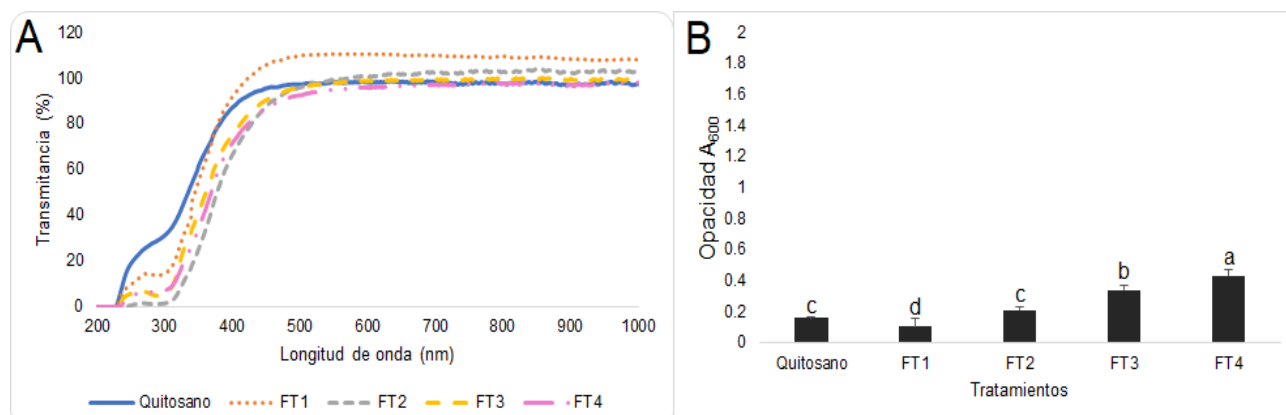 A
Transmitancia (%)
120
100
80
60
40
20
0
200 300 400 500 600 700 800 900 1000
Longitud de onda (nm)
Quitosano FT1 FT2 FT3 FT4
B
Opacidad A600
2
1.8
1.6
1.4
1.2
1
0.8
0.6
0.4
0.2
0
c d c b a
Quitosano FT1 FT2 FT3 FT4
Tratamientos